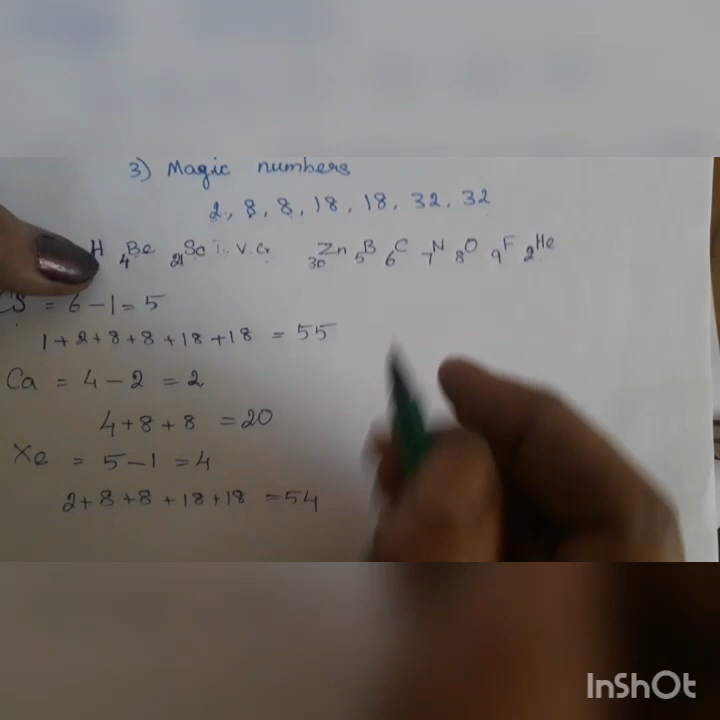 3) Magic numbers
2, 8, 8, 18, 18, 32, 32
H 4Be 21Sc Ti V Cr 30Zn 5B 6C 7N 8O 9F 2He
Cs = 6 - 1 = 5
1 + 2 + 8 + 8 + 18 + 18 = 55
Ca = 4 - 2 = 2
4 + 8 + 8 = 20
Xe = 5 - 1 = 4
2 + 8 + 8 + 18 + 18 = 54
InShOt